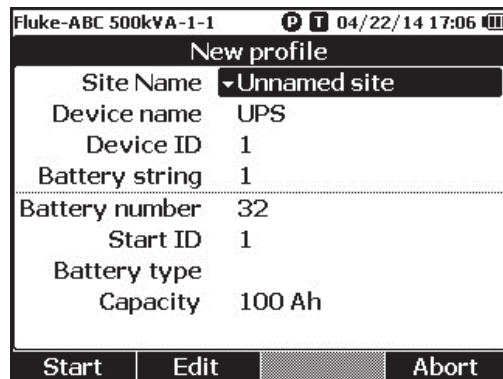 Fluke-ABC 500kVA-1-1 P T 04/22/14 17:06
New profile
Site Name Unnamed site
Device name UPS
Device ID 1
Battery string 1
Battery number 32
Start ID 1
Battery type
Capacity 100 Ah
Start Edit Abort